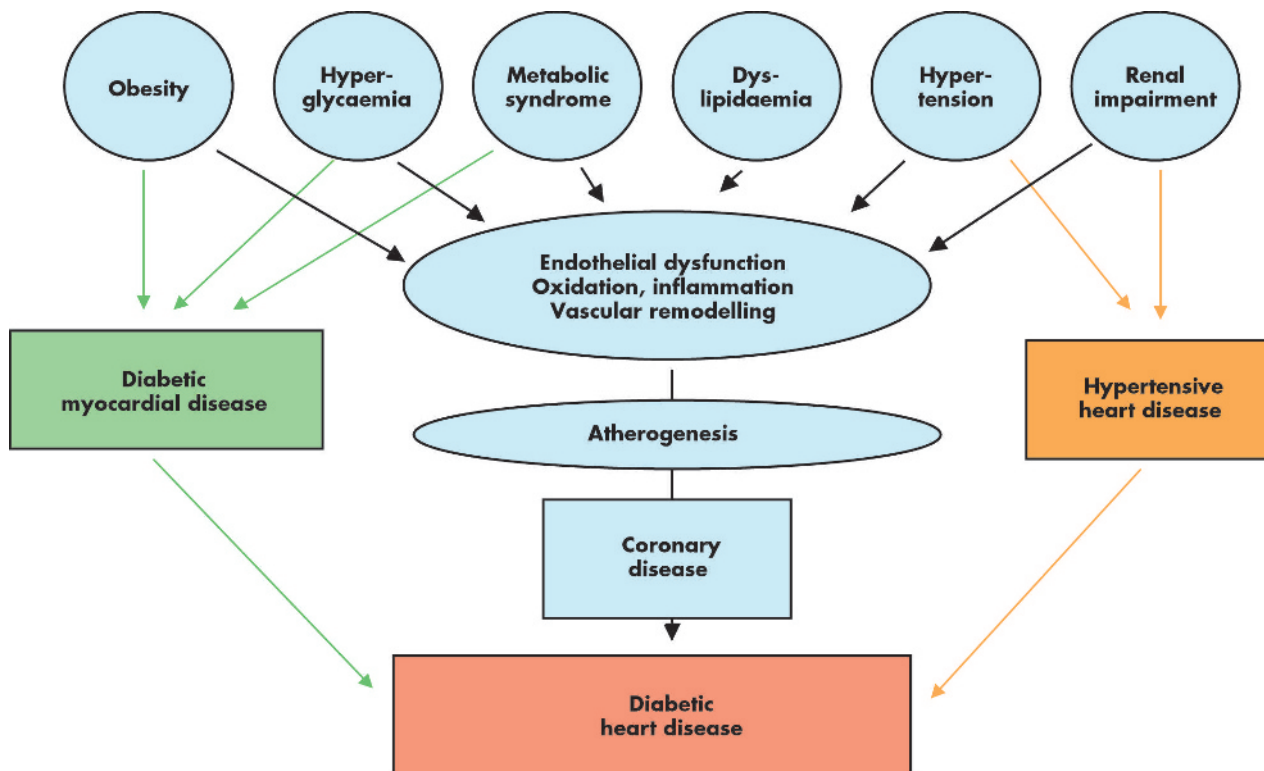 Obesity
Hyper-
glycaemia
Metabolic
syndrome
Dys-
lipidaemia
Hyper-
tension
Renal
impairment
Endothelial dysfunction
Oxidation, inflammation
Vascular remodelling
Diabetic
myocardial disease
Hypertensive
heart disease
Atherogenesis
Coronary
disease
Diabetic
heart disease